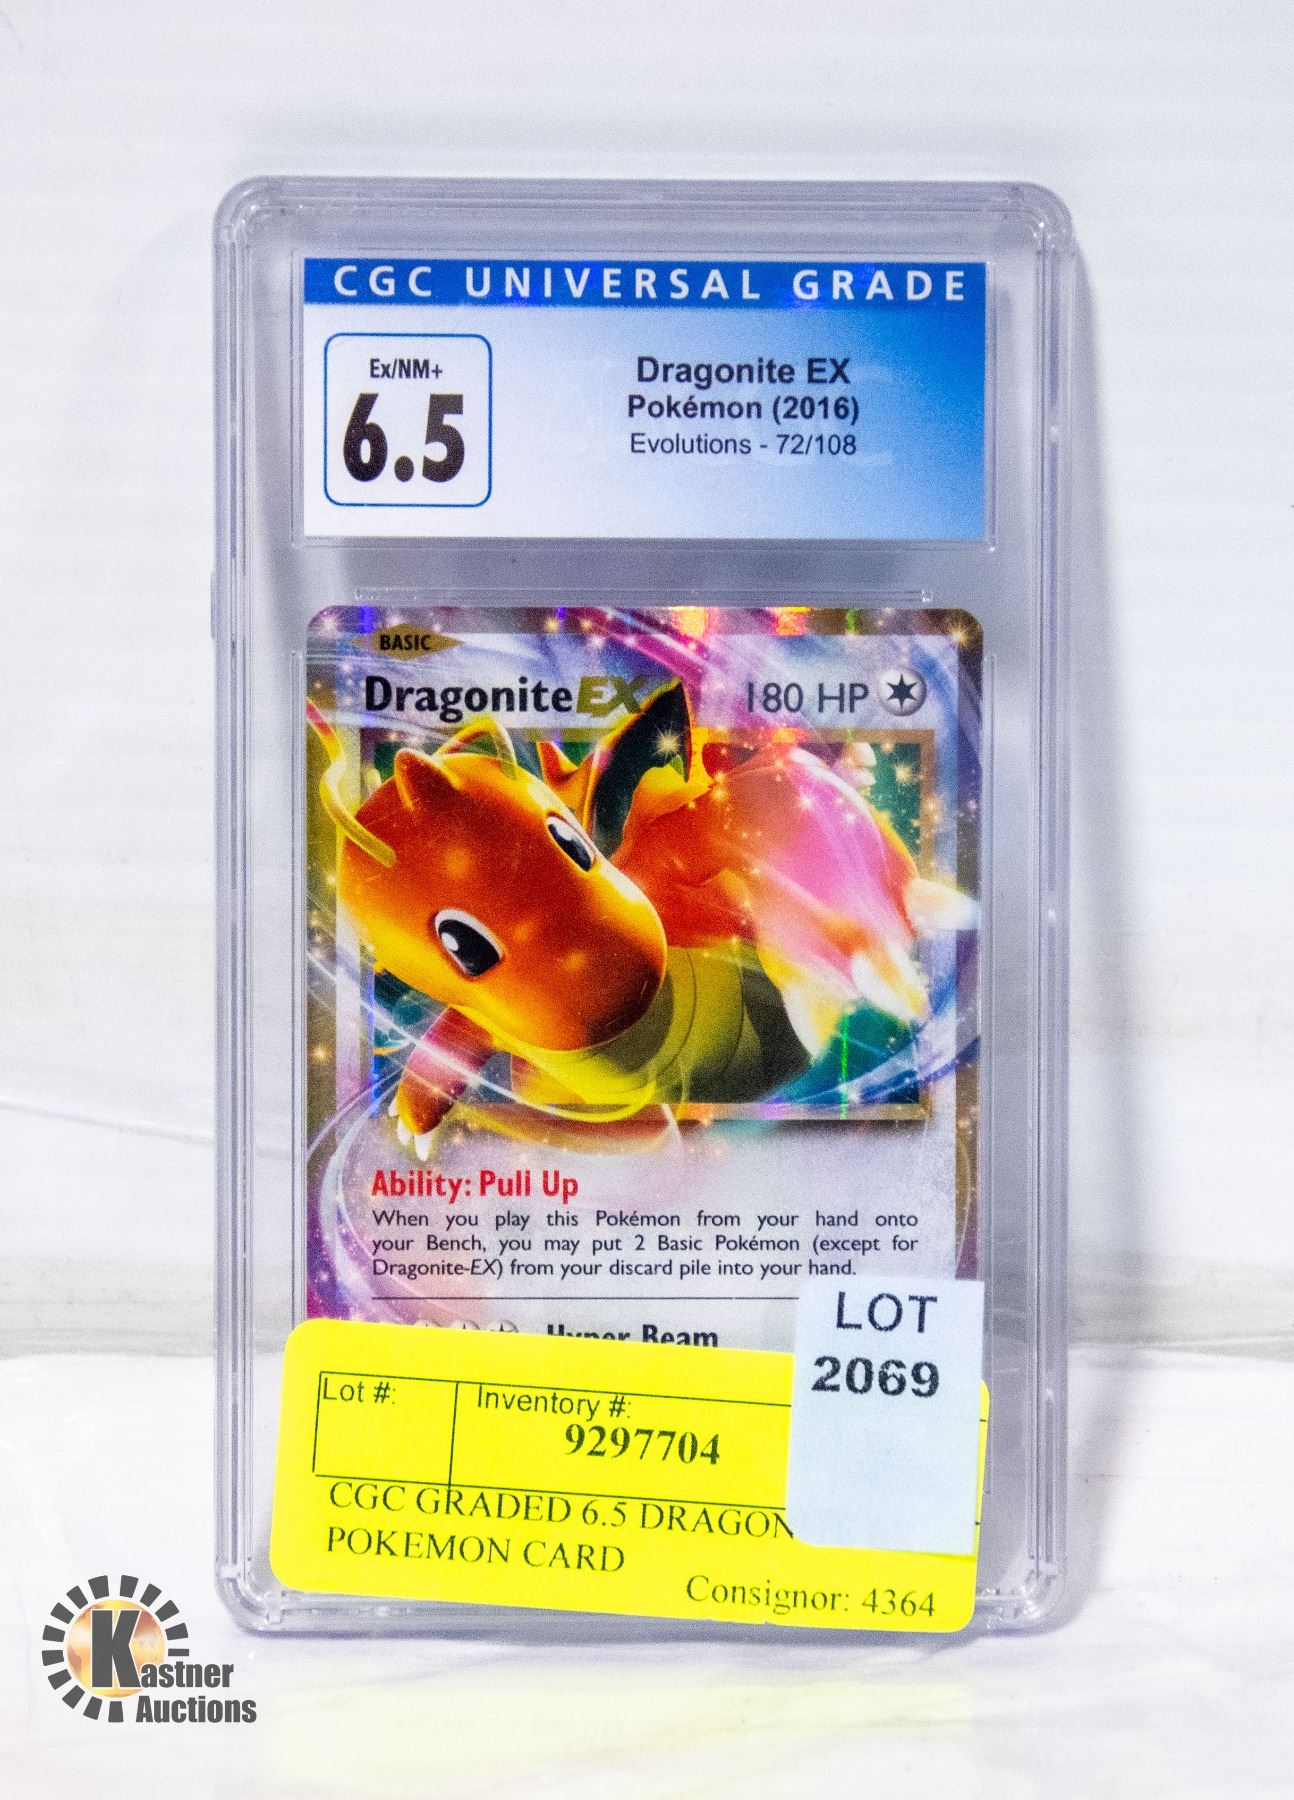 CGC UNIVERSAL GRADE
Ex/NM+
6.5
Dragonite EX
Pokémon (2016)
Evolutions - 72/108
BASIC
DragoniteEX 180 HP
Ability: Pull Up
When you play this Pokémon from your hand onto
your Bench, you may put 2 Basic Pokémon (except for
Dragonite-EX) from your discard pile into your hand.
Hyper Beam
LOT
2069
Lot #: Inventory #:
9297704
CGC GRADED 6.5 DRAGON
POKEMON CARD
Consignor: 4364
Kastner
Auctions